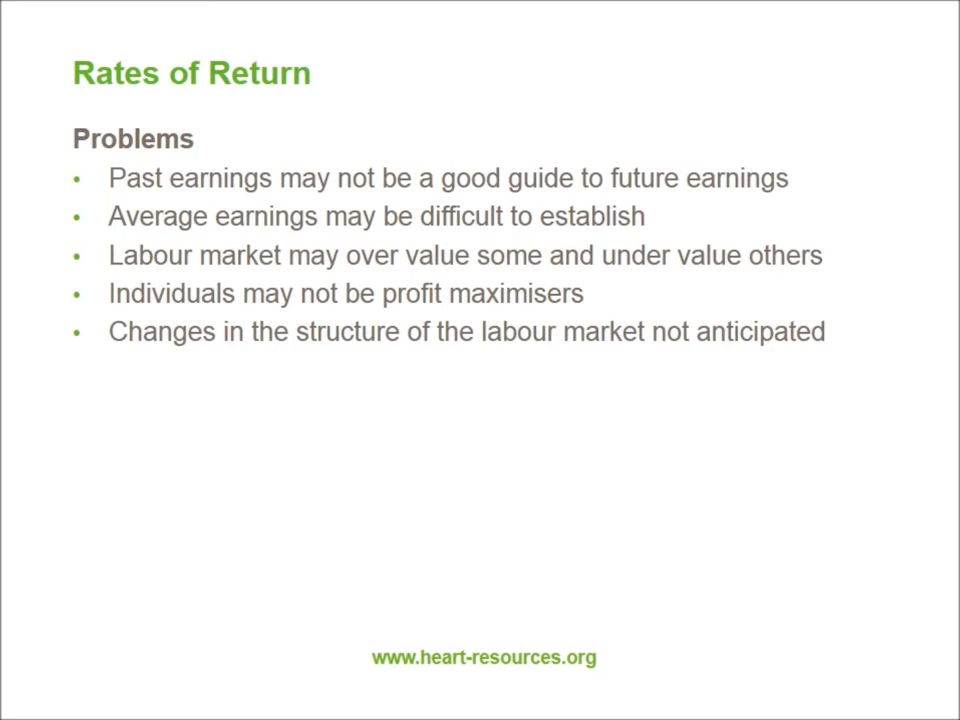 Rates of Return
Problems
• Past earnings may not be a good guide to future earnings
• Average earnings may be difficult to establish
• Labour market may over value some and under value others
• Individuals may not be profit maximisers
• Changes in the structure of the labour market not anticipated
www.heart-resources.org